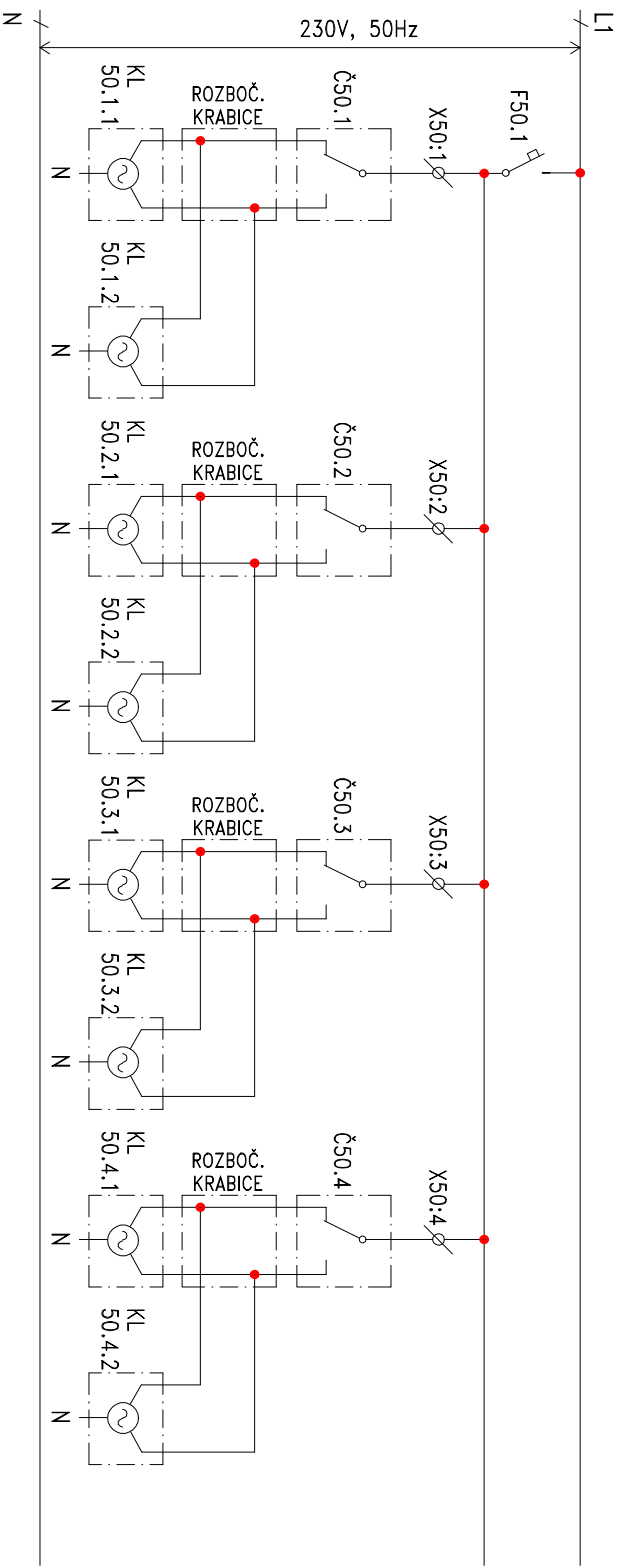 L1
230V, 50Hz
N
F50.1
X50:1
Č50.1
ROZBOČ.
KRABICE
KL
50.1.1
N
KL
50.1.2
N
X50:2
Č50.2
ROZBOČ.
KRABICE
KL
50.2.1
N
KL
50.2.2
N
X50:3
Č50.3
ROZBOČ.
KRABICE
KL
50.3.1
N
KL
50.3.2
N
X50:4
Č50.4
ROZBOČ.
KRABICE
KL
50.4.1
N
KL
50.4.2
N